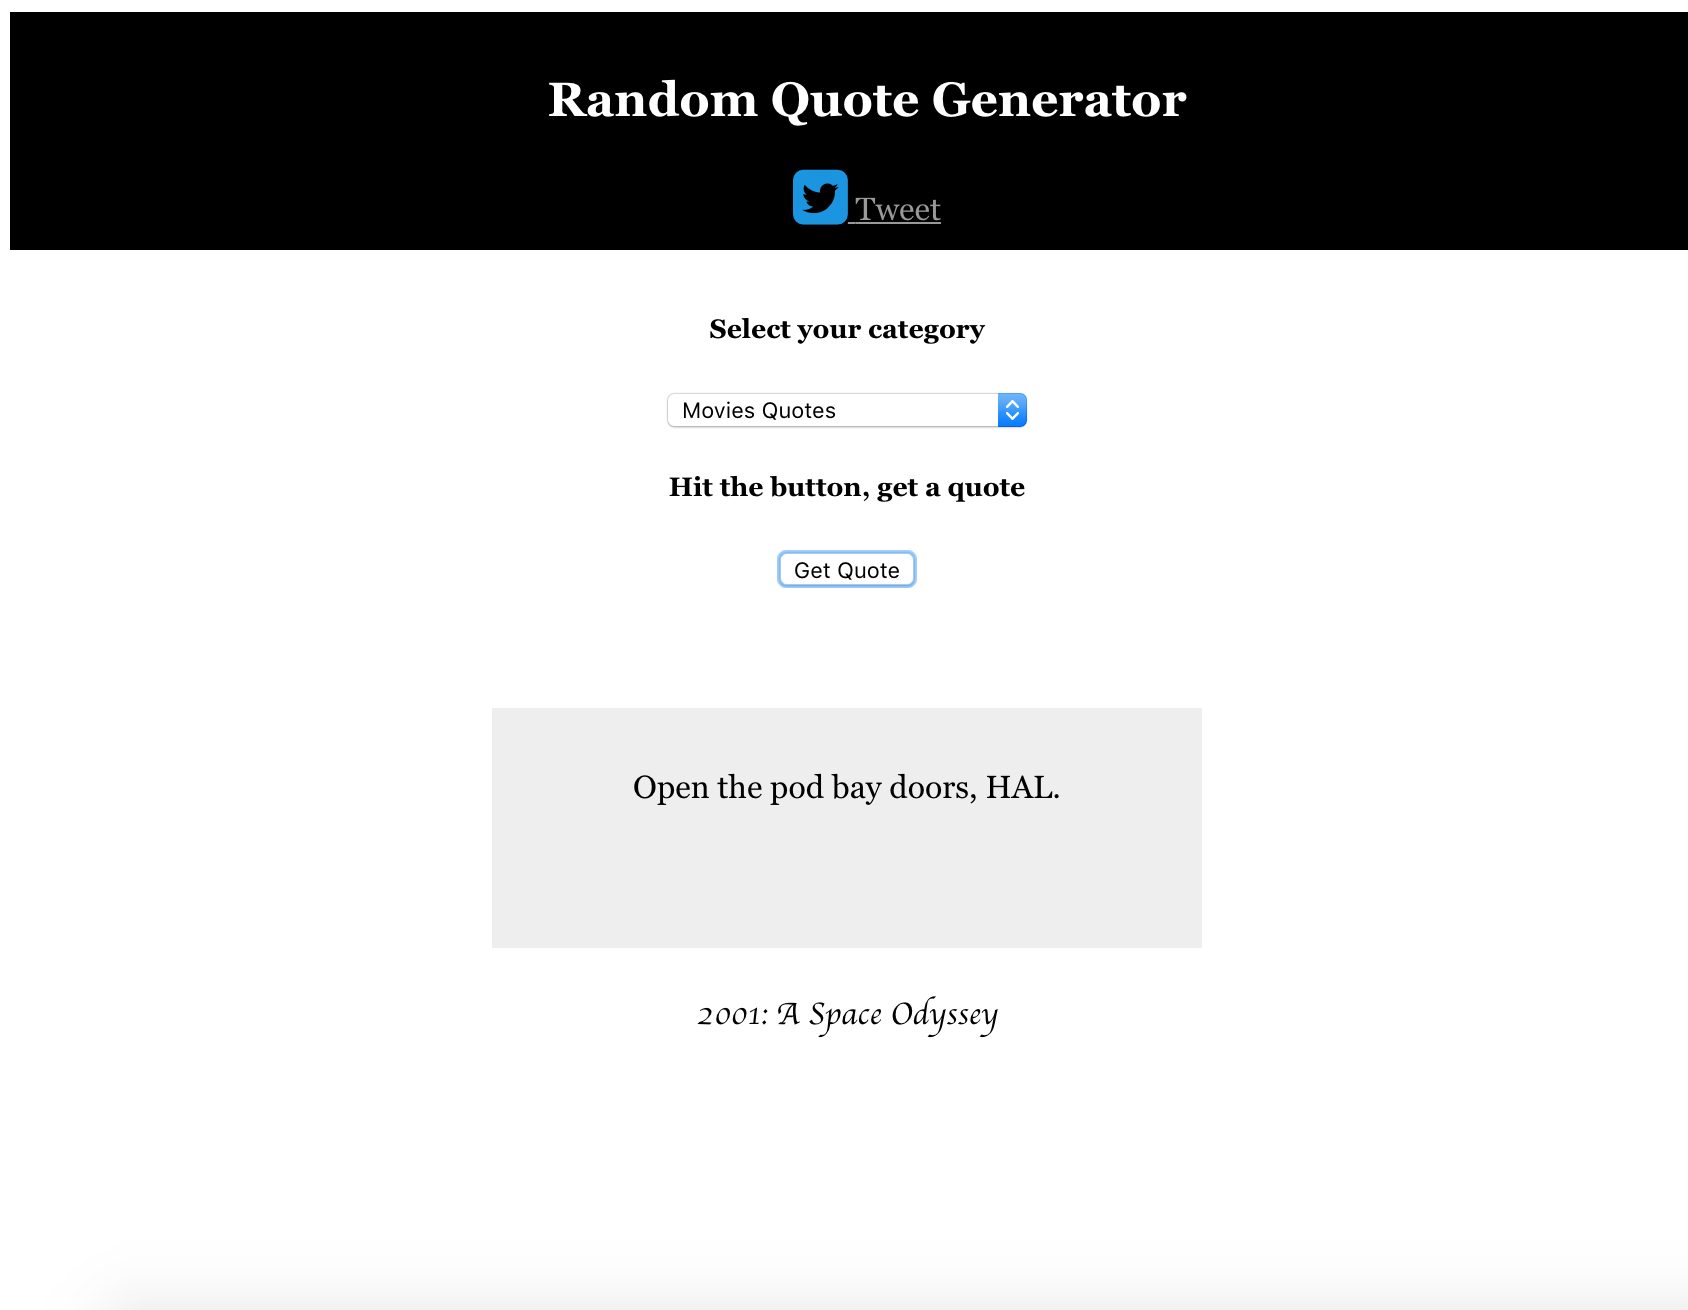 Random Quote Generator
Tweet
Select your category
Movies Quotes
Hit the button, get a quote
Get Quote
Open the pod bay doors, HAL.
2001: A Space Odyssey